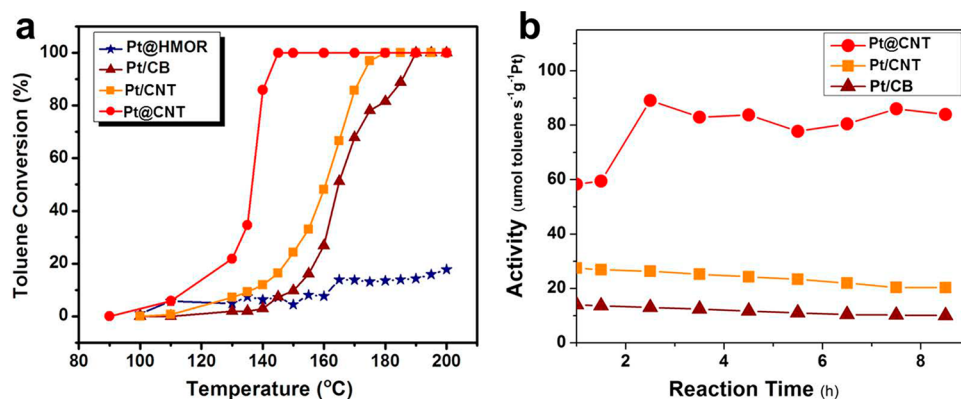 a
Pt@HMOR
Pt/CB
Pt/CNT
Pt@CNT
Toluene Conversion (%)
100
80
60
40
20
0
80 100 120 140 160 180 200
Temperature (°C)
b
Pt@CNT
Pt/CNT
Pt/CB
Activity (umol toluene s⁻¹g⁻¹Pt)
100
80
60
40
20
0
2 4 6 8
Reaction Time (h)